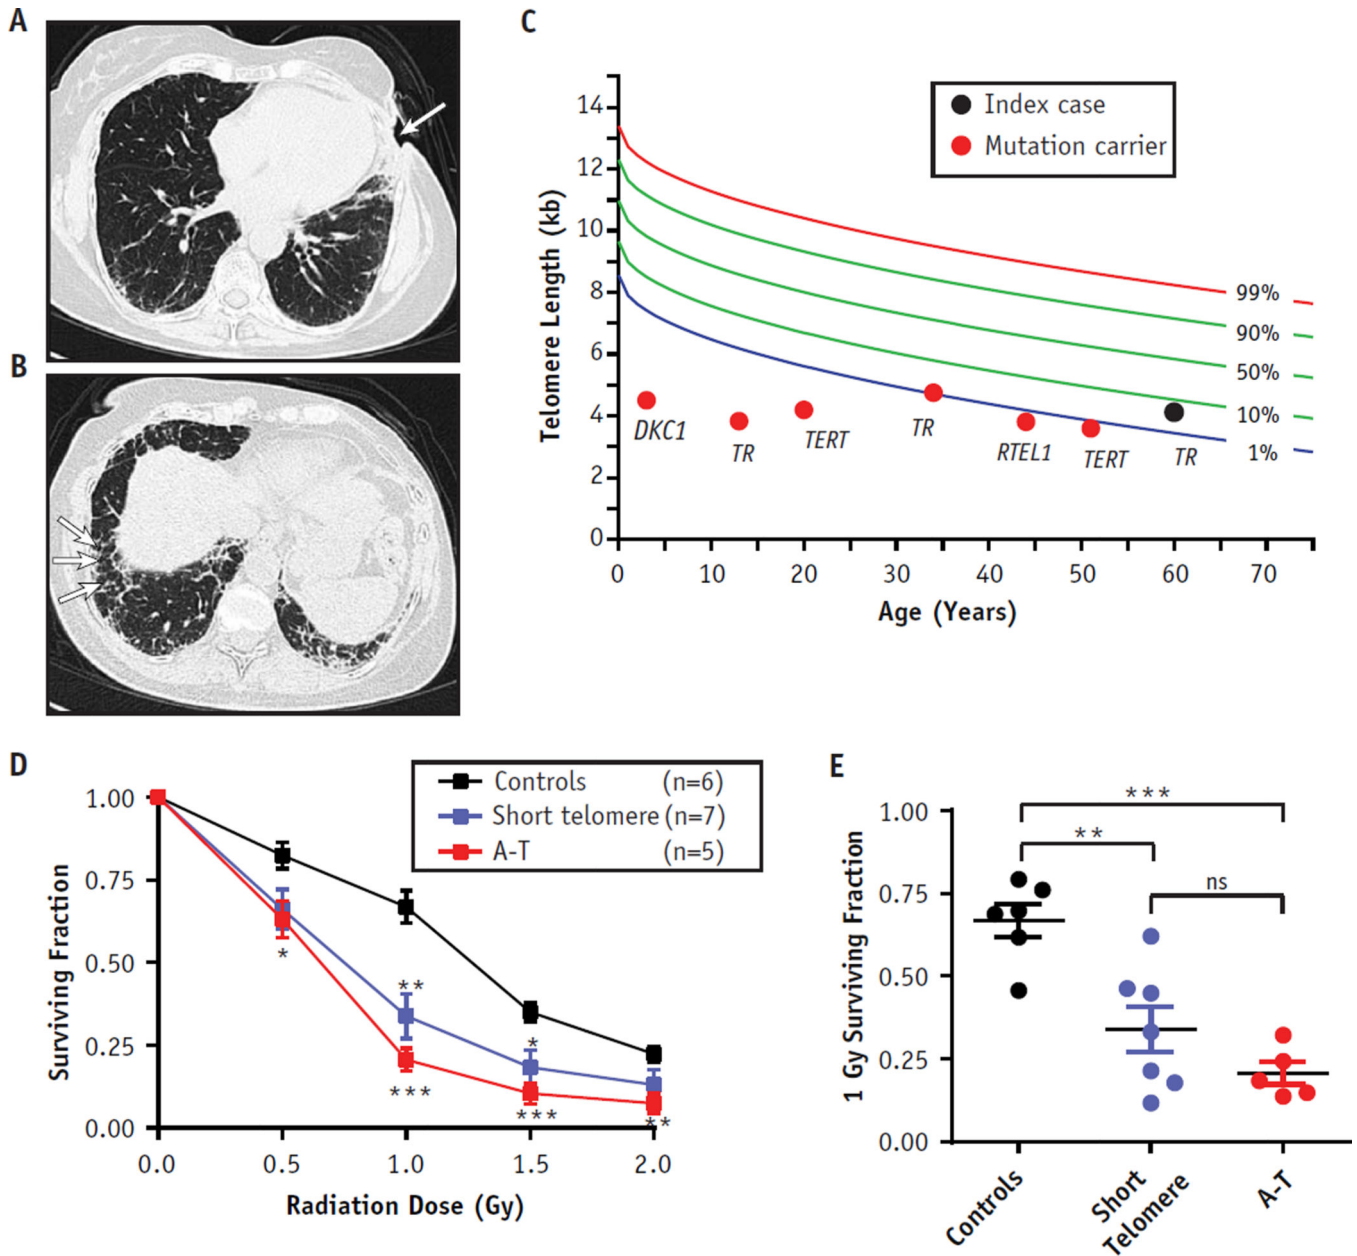 A
B
C
Telomere Length (kb)
14
12
10
8
6
4
2
0
Index case
Mutation carrier
99%
90%
50%
10%
1%
DKC1
TR
TERT
TR
RTEL1
TERT
TR
0 10 20 30 40 50 60 70
Age (Years)
D
Surviving Fraction
1.00
0.75
0.50
0.25
0.00
Controls (n=6)
Short telomere (n=7)
A-T (n=5)
*
**
***
*
***
**
0.0 0.5 1.0 1.5 2.0
Radiation Dose (Gy)
E
1 Gy Surviving Fraction
1.00
0.75
0.50
0.25
0.00
***
**
ns
Controls
Short
Telomere
A-T